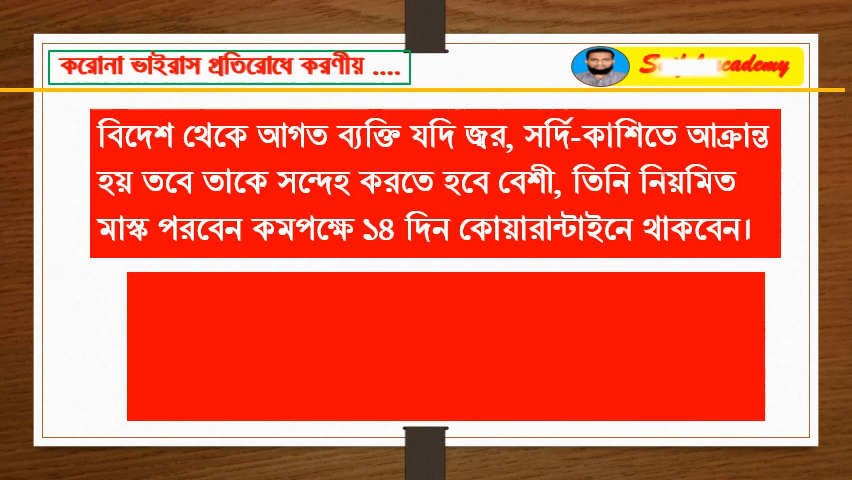 করোনা ভাইরাস প্রতিরোধে করণীয় ....
বিদেশ থেকে আগত ব্যক্তি যদি জ্বর, সর্দি-কাশিতে আক্রান্ত
হয় তবে তাকে সন্দেহ করতে হবে বেশী, তিনি নিয়মিত
মাস্ক পরবেন কমপক্ষে ১৪ দিন কোয়ারান্টাইনে থাকবেন।